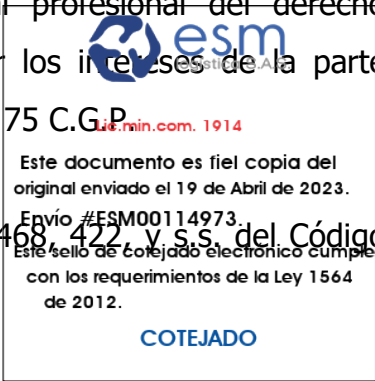 al profesional del derecho
esm
r los intereses de la parte
logística S.A.S
75 C.G.P.
Lic.min.com. 1914
Este documento es fiel copia del
original enviado el 19 de Abril de 2023.
Envío #ESM00114973.
468, 422, y s.s. del Código
Este sello de cotejado electrónico cumple
con los requerimientos de la Ley 1564
de 2012.
COTEJADO